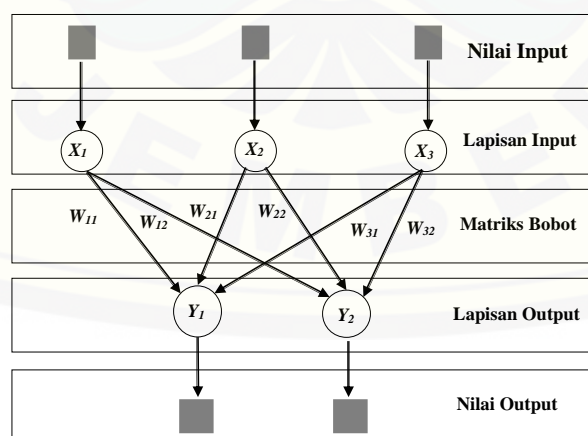 Nilai Input
Lapisan Input
X1 X2 X3
W11 W12 W21 W22 W31 W32
Matriks Bobot
Y1 Y2
Lapisan Output
Nilai Output